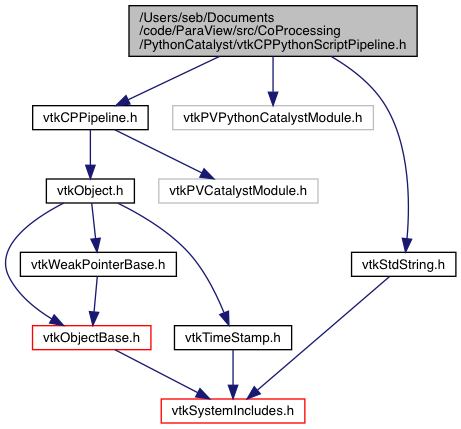 /Users/seb/Documents
/code/ParaView/src/CoProcessing
/PythonCatalyst/vtkCPPythonScriptPipeline.h
vtkCPPipeline.h
vtkPVPythonCatalystModule.h
vtkObject.h
vtkPVCatalystModule.h
vtkWeakPointerBase.h
vtkStdString.h
vtkObjectBase.h
vtkTimeStamp.h
vtkSystemIncludes.h